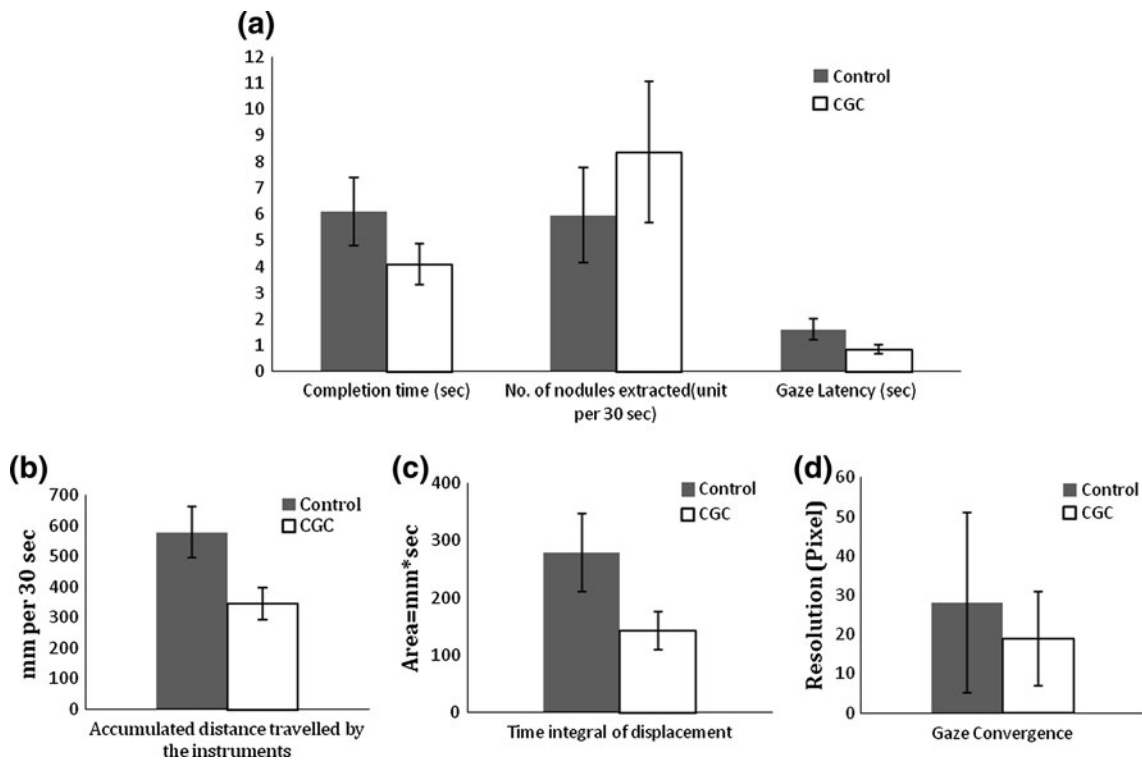 (a)
12
11
10
9
8
7
6
5
4
3
2
1
0
Control
CGC
Completion time (sec)
No. of nodules extracted(unit
per 30 sec)
Gaze Latency (sec)
(b)
mm per 30 sec
700
600
500
400
300
200
100
0
Control
CGC
Accumulated distance travelled by
the instruments
(c)
Area=mm*sec
400
300
200
100
0
Control
CGC
Time integral of displacement
(d)
Resolution (Pixel)
60
50
40
30
20
10
0
Control
CGC
Gaze Convergence